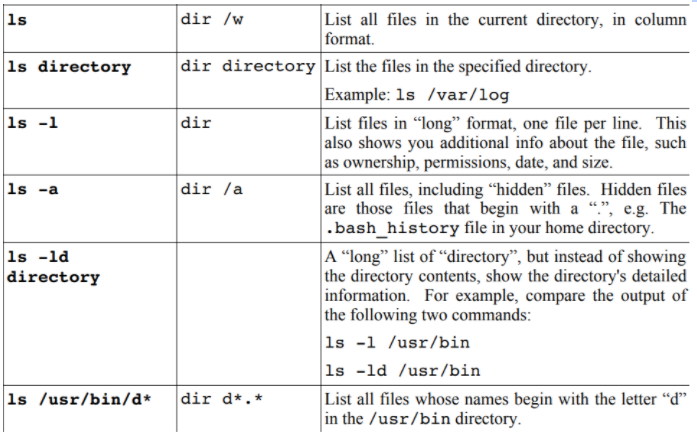 ls dir /w List all files in the current directory, in column
format.
ls directory dir directory List the files in the specified directory.
Example: ls /var/log
ls -l dir List files in “long” format, one file per line. This
also shows you additional info about the file, such
as ownership, permissions, date, and size.
ls -a dir /a List all files, including “hidden” files. Hidden files
are those files that begin with a “.”, e.g. The
.bash_history file in your home directory.
ls -ld
directory
A “long” list of “directory”, but instead of showing
the directory contents, show the directory's detailed
information. For example, compare the output of
the following two commands:
ls -l /usr/bin
ls -ld /usr/bin
ls /usr/bin/d* dir d*.* List all files whose names begin with the letter “d”
in the /usr/bin directory.